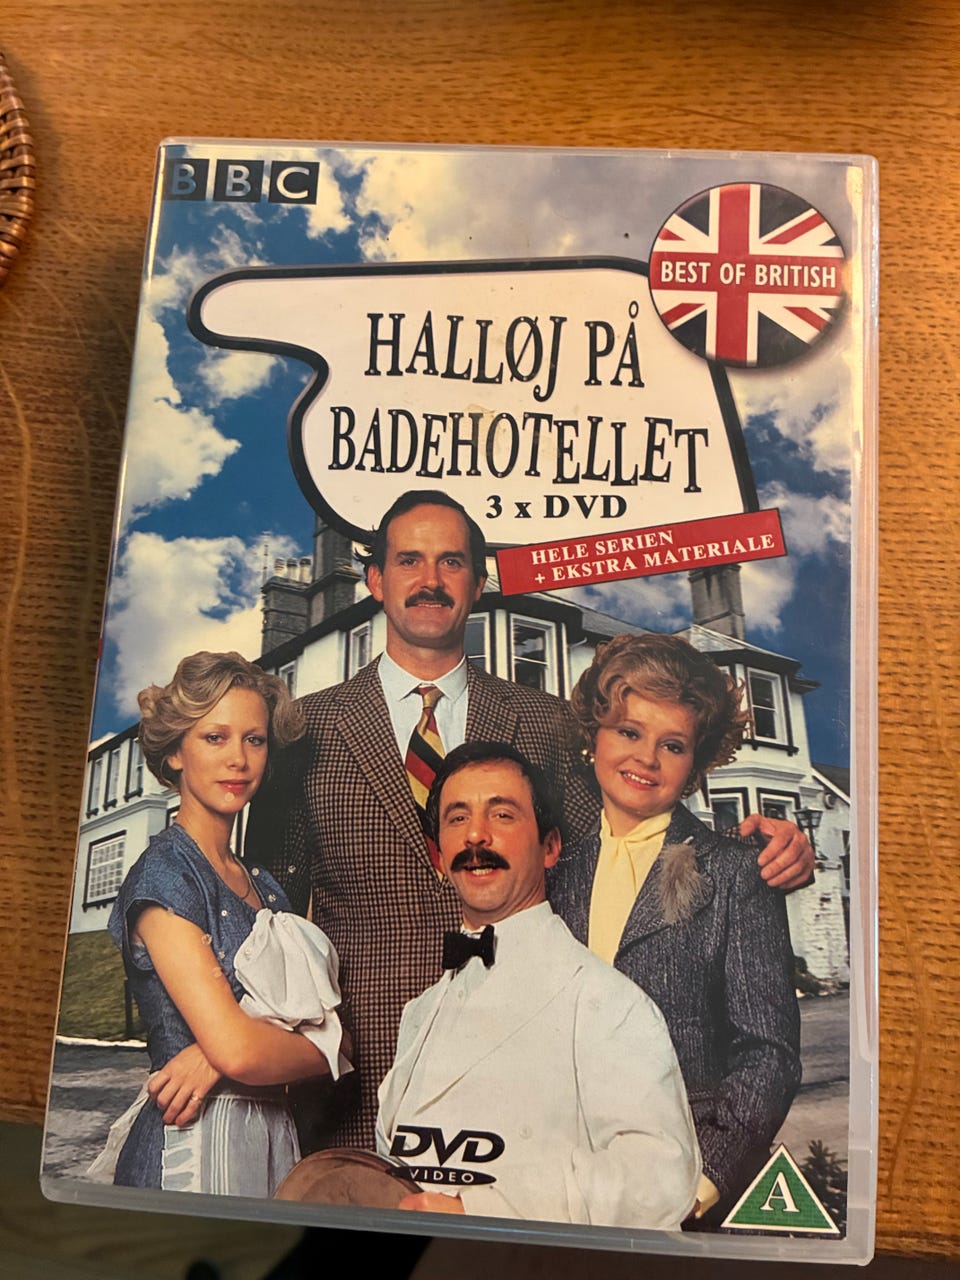 BBC
BEST OF BRITISH
HALLØJ PÅ
BADEHOTELLET
3 x DVD
HELE SERIEN
+ EKSTRA MATERIALE
DVD
VIDEO
A